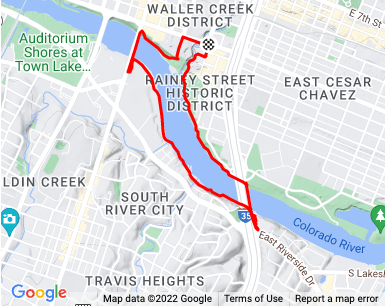 WALLER CREEK
DISTRICT
E 7th St
Auditorium
Shores at
Town Lake...
RAINEY STREET
HISTORIC
DISTRICT
EAST CESAR
CHAVEZ
LDIN CREEK
SOUTH
RIVER CITY
35
Colorado River
East Riverside Dr
S Lakesh
TRAVIS HEIGHTS
Google
Map data ©2022 Google
Terms of Use
Report a map erro